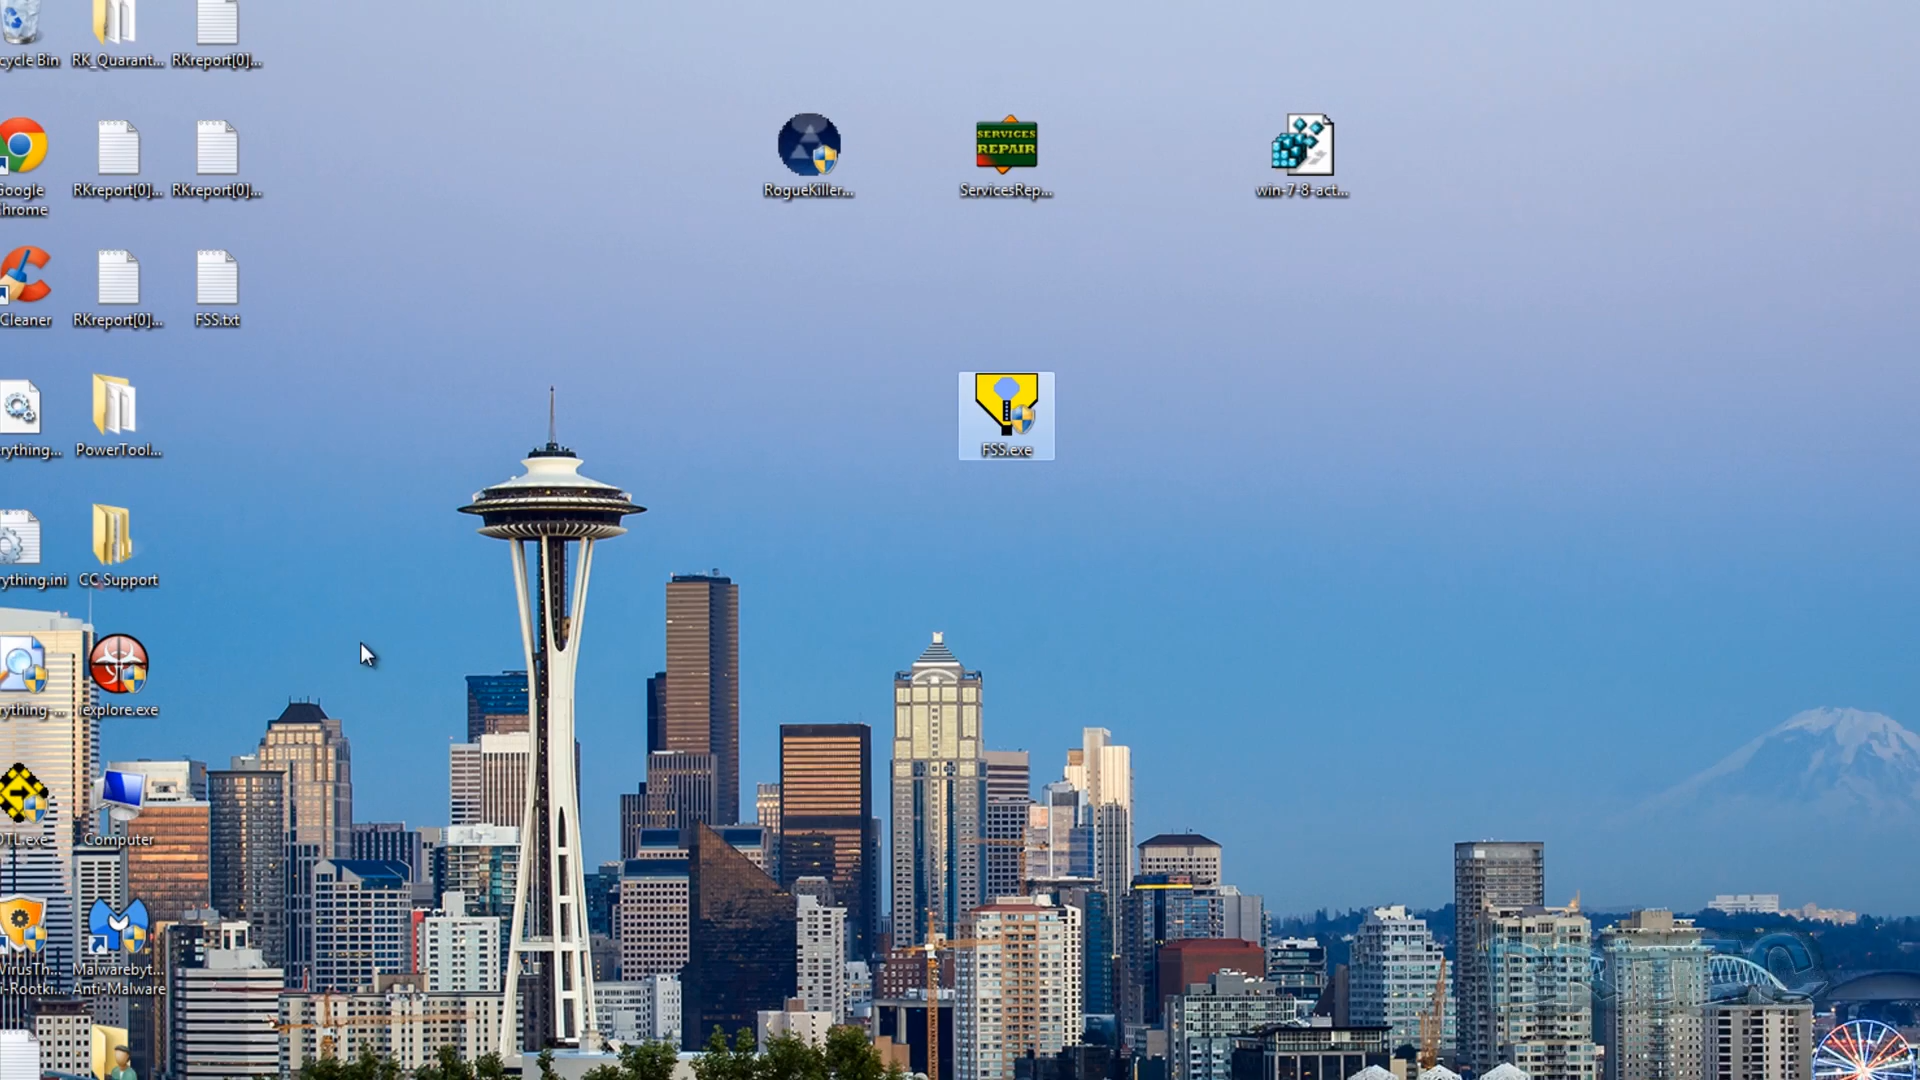 cycle Bin
RK_Quarant...
RKreport[0]...
Google
Chrome
RKreport[0]...
RKreport[0]...
RogueKiller...
SERVICES
REPAIR
ServicesRep...
win-7-8-act...
Cleaner
RKreport[0]...
FSS.txt
rything...
PowerTool...
FSS.exe
rything.ini
CC Support
rything-...
iexplore.exe
OTL.exe
Computer
VirusTh...
i-Rootki...
Malwarebyt...
Anti-Malware
BRITEC